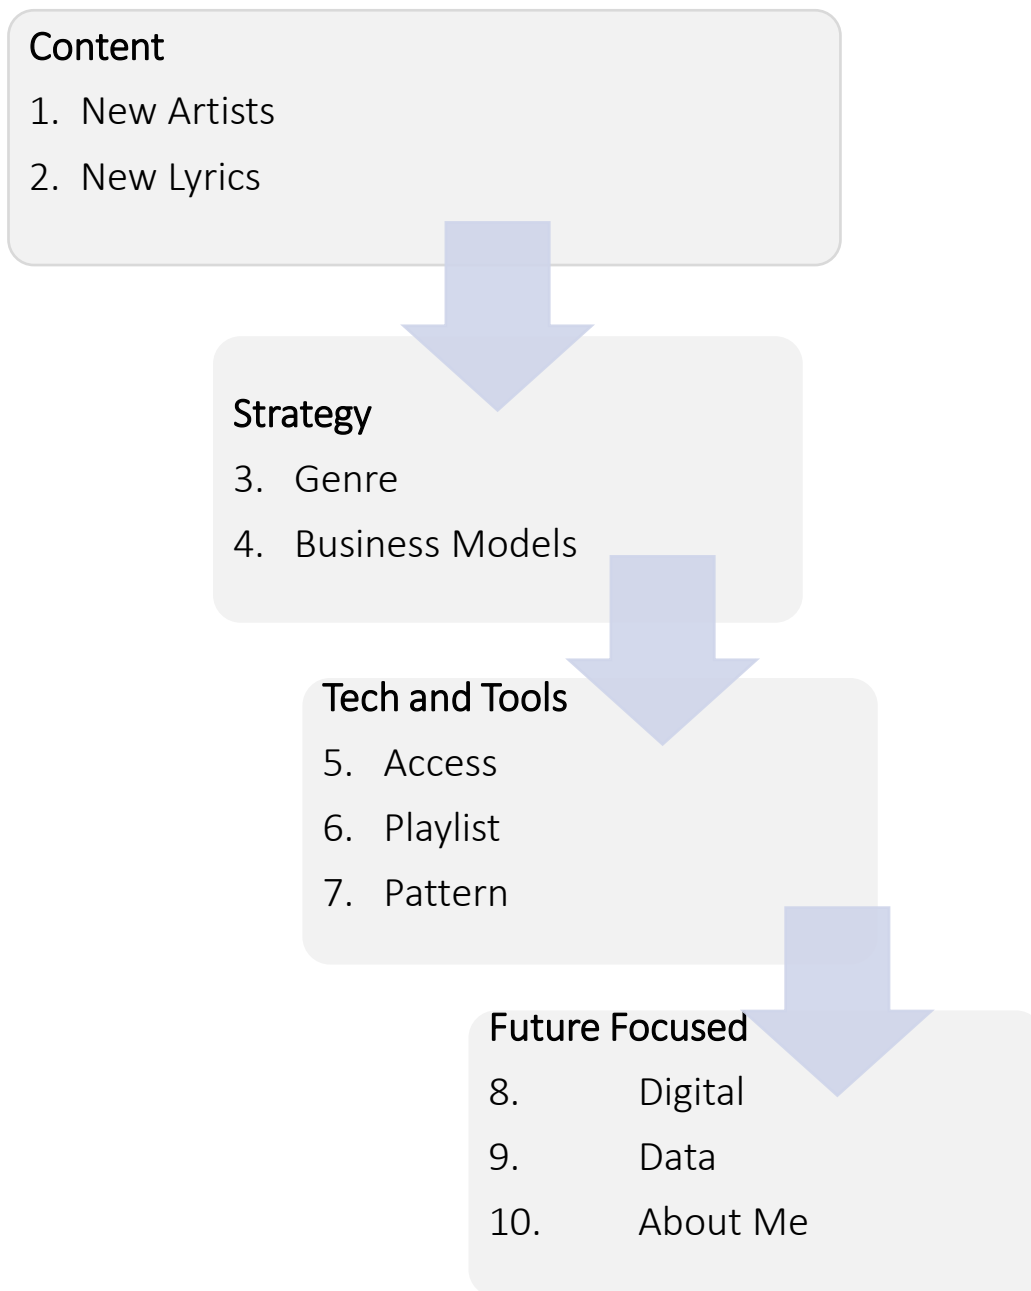 Content
1. New Artists
2. New Lyrics
Strategy
3. Genre
4. Business Models
Tech and Tools
5. Access
6. Playlist
7. Pattern
Future Focused
8. Digital
9. Data
10. About Me